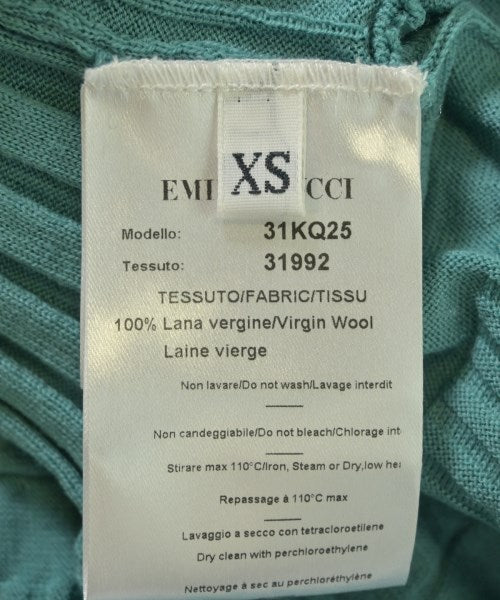 XS
EMI CCI
Modello: 31KQ25
Tessuto: 31992
TESSUTO/FABRIC/TISSU
100% Lana vergine/Virgin Wool
Laine vierge
Non lavare/Do not wash/Lavage interdit
Non candeggiabile/Do not bleach/Chlorage int
Stirare max 110°C/Iron, Steam or Dry,low hea
Repassage à 110°C max
Lavaggio a secco con tetracloroetilene
Dry clean with perchloroethylene
Nettoyage à sec au perchloréthylène